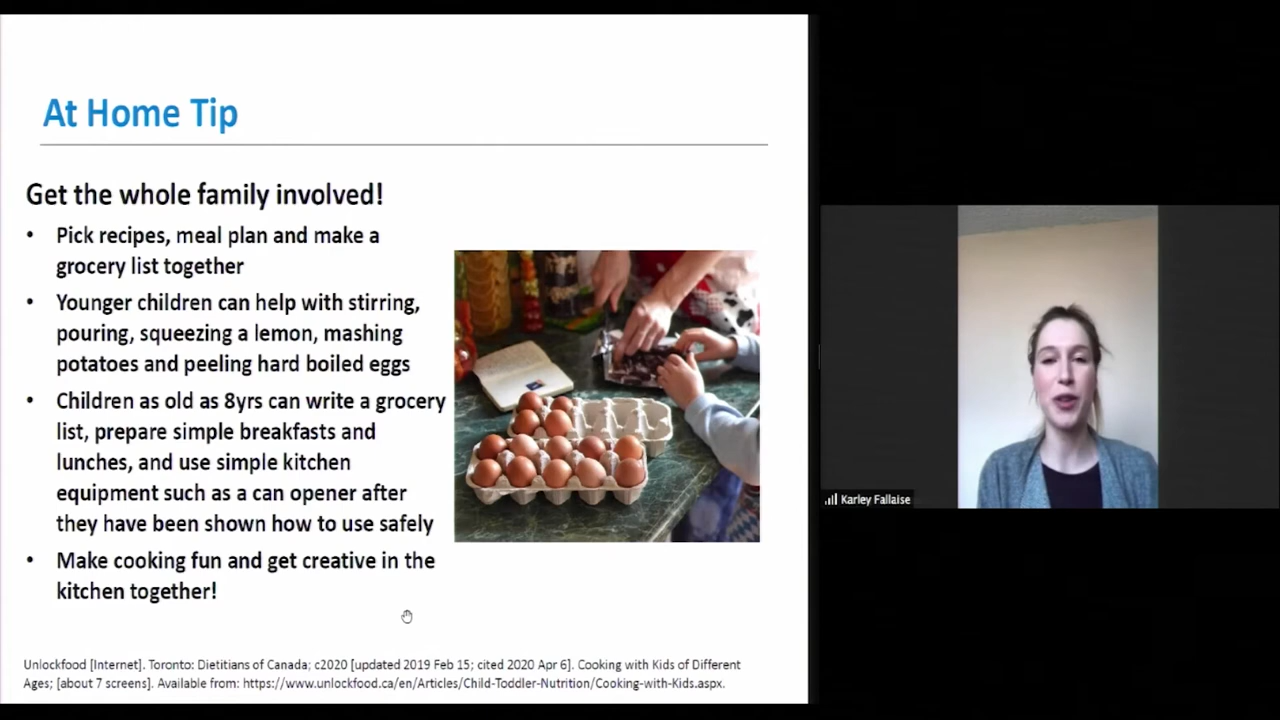 At Home Tip
Get the whole family involved!
• Pick recipes, meal plan and make a
grocery list together
• Younger children can help with stirring,
pouring, squeezing a lemon, mashing
potatoes and peeling hard boiled eggs
• Children as old as 8yrs can write a grocery
list, prepare simple breakfasts and
lunches, and use simple kitchen
equipment such as a can opener after
they have been shown how to use safely
• Make cooking fun and get creative in the
kitchen together!
Unlockfood [Internet]. Toronto: Dietitians of Canada; c2020 [updated 2019 Feb 15; cited 2020 Apr 6]. Cooking with Kids of Different
Ages; [about 7 screens]. Available from: https://www.unlockfood.ca/en/Articles/Child-Toddler-Nutrition/Cooking-with-Kids.aspx.
Karley Fallaise